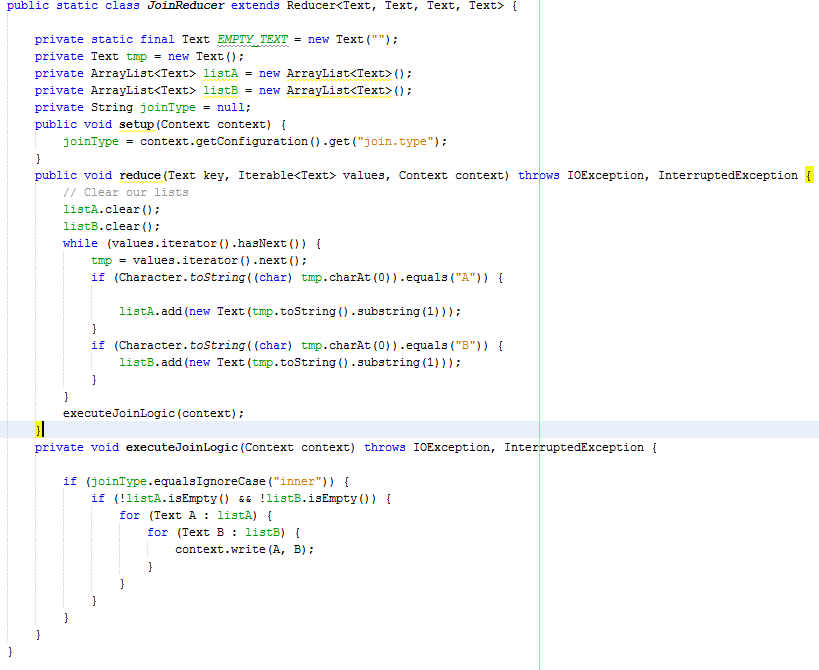 public static class JoinReducer extends Reducer<Text, Text, Text, Text> {
private static final Text EMPTY_TEXT = new Text("");
private Text tmp = new Text();
private ArrayList<Text> listA = new ArrayList<Text>();
private ArrayList<Text> listB = new ArrayList<Text>();
private String joinType = null;
public void setup(Context context) {
joinType = context.getConfiguration().get("join.type");
}
public void reduce(Text key, Iterable<Text> values, Context context) throws IOException, InterruptedException {
// Clear our lists
listA.clear();
listB.clear();
while (values.iterator().hasNext()) {
tmp = values.iterator().next();
if (Character.toString((char) tmp.charAt(0)).equals("A")) {
listA.add(new Text(tmp.toString().substring(1)));
}
if (Character.toString((char) tmp.charAt(0)).equals("B")) {
listB.add(new Text(tmp.toString().substring(1)));
}
}
executeJoinLogic(context);
}
private void executeJoinLogic(Context context) throws IOException, InterruptedException {
if (joinType.equalsIgnoreCase("inner")) {
if (!listA.isEmpty() && !listB.isEmpty()) {
for (Text A : listA) {
for (Text B : listB) {
context.write(A, B);
}
}
}
}
}
}